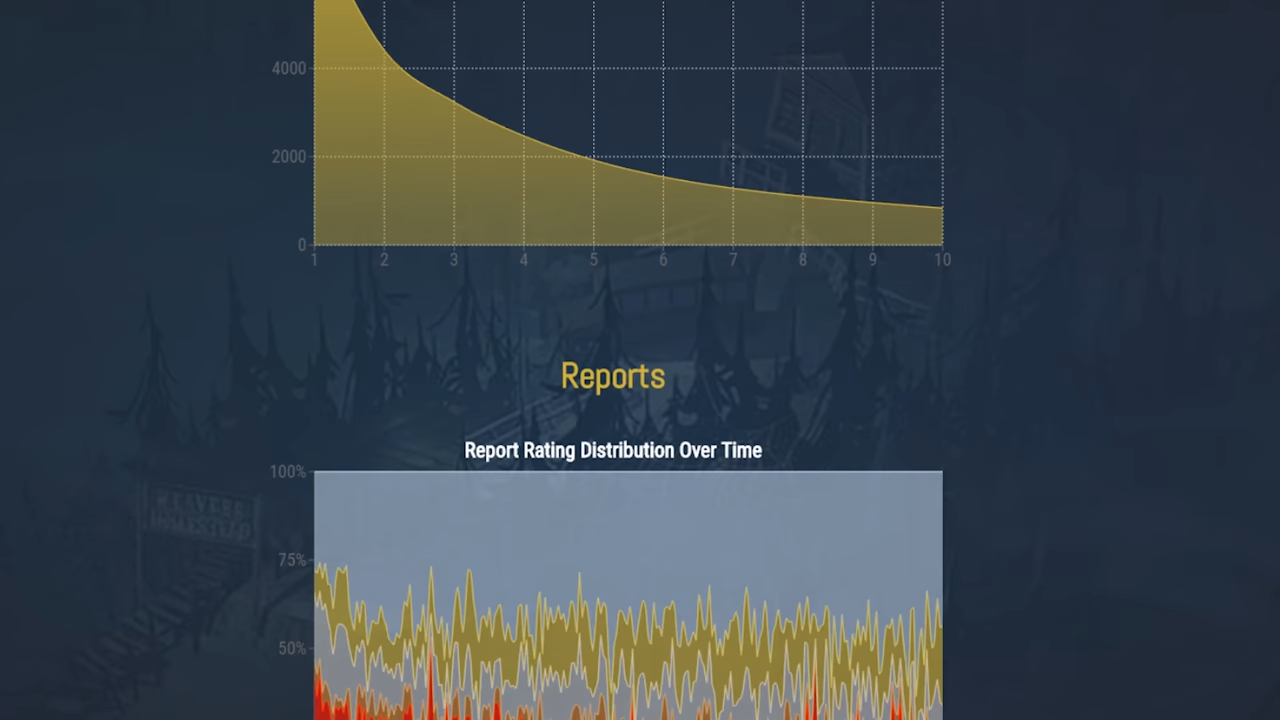 4000
2000
0
1 2 3 4 5 6 7 8 9 10
Reports
Report Rating Distribution Over Time
100%
75%
50%